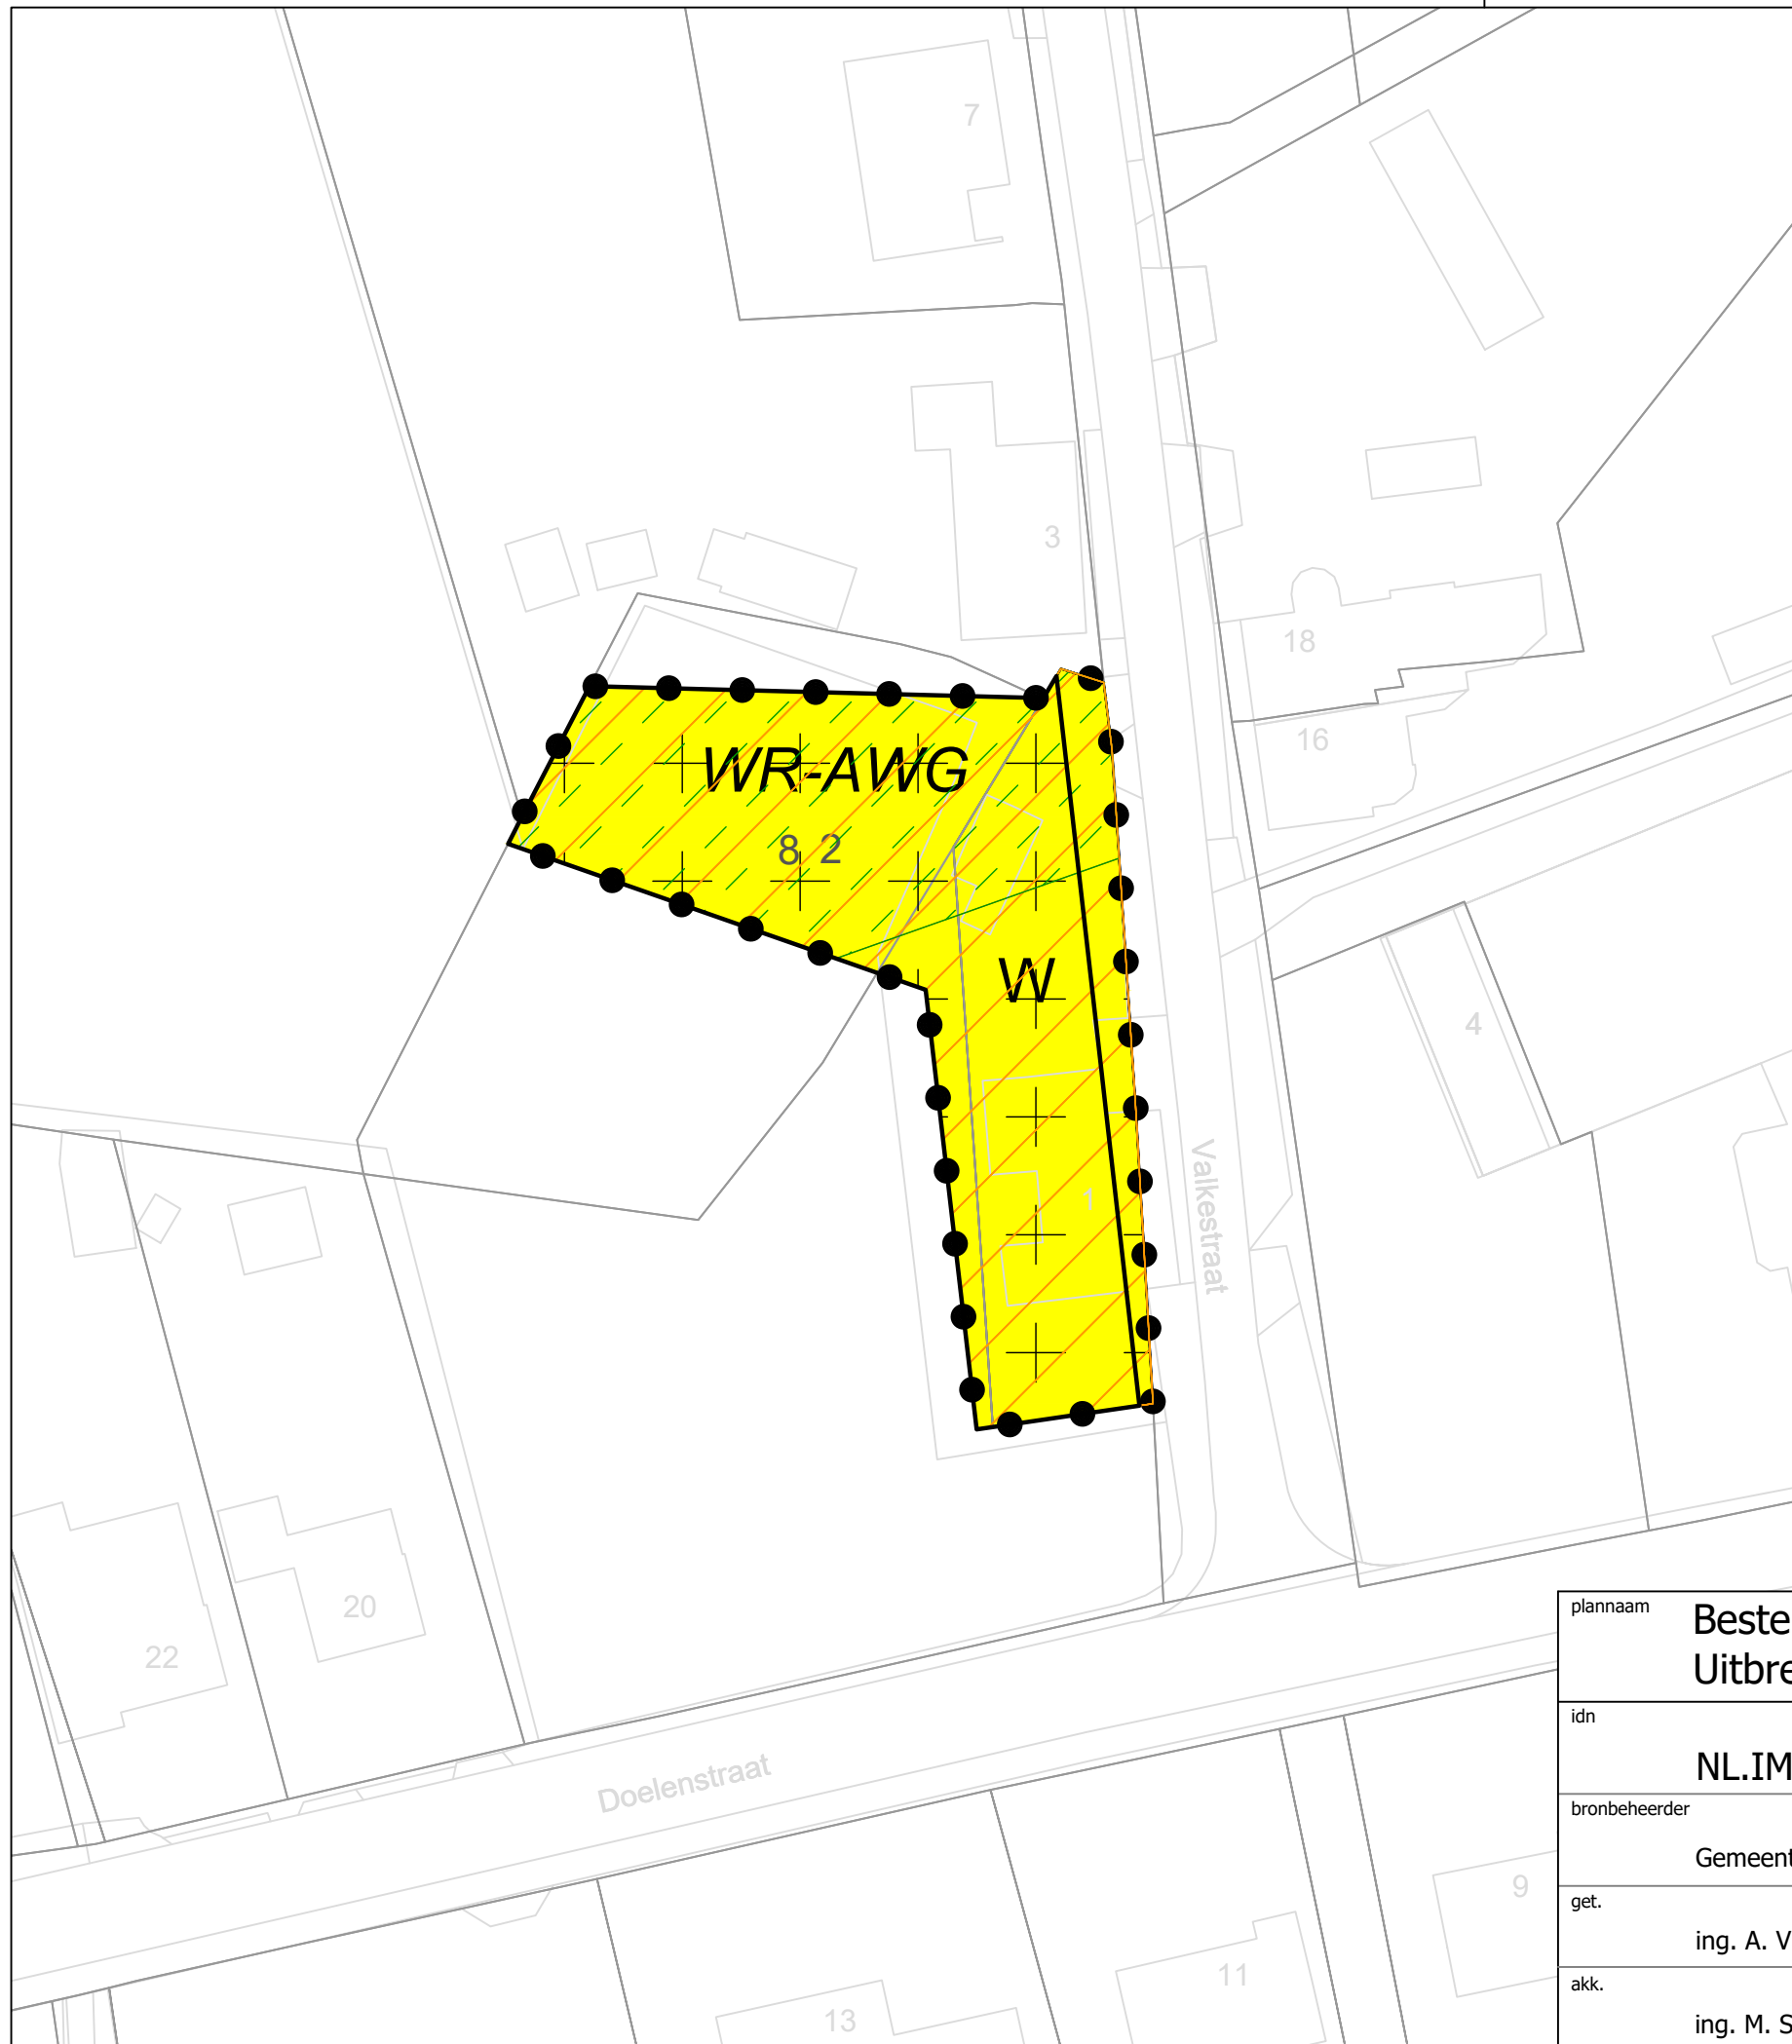 7
3
18
16
WR-AWG
8 2
W
4
1
Valkestraat
20
22
Doelenstraat
9
11
13
plannaam
Beste
Uitbre
idn
NL.IM
bronbeheerder
Gemeent
get.
ing. A. V
akk.
ing. M. S